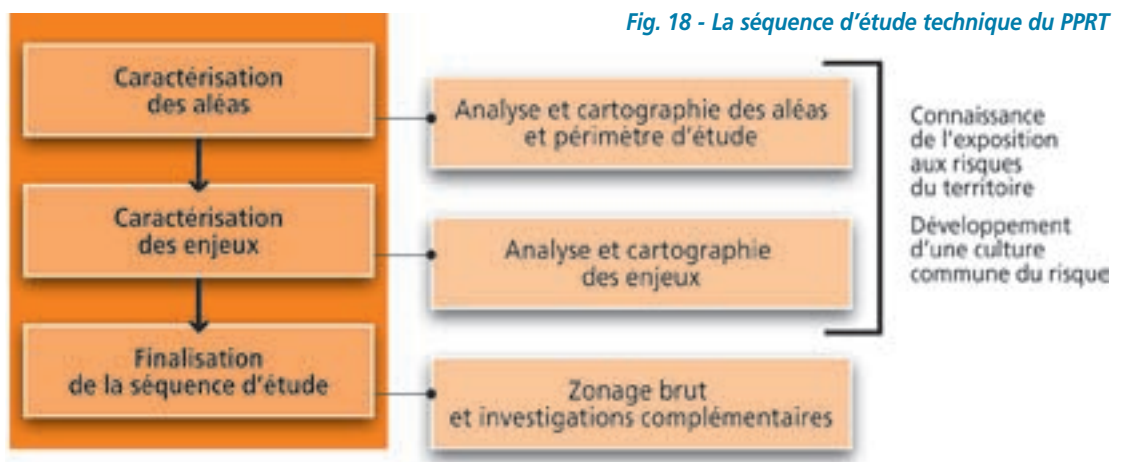 Fig. 18 - La séquence d'étude technique du PPRT
Caractérisation
des aléas
Analyse et cartographie des aléas
et périmètre d'étude
Connaissance
de l'exposition
aux risques
du territoire
Développement
d'une culture
commune du risque
Caractérisation
des enjeux
Analyse et cartographie
des enjeux
Finalisation
de la séquence d'étude
Zonage brut
et investigations complémentaires